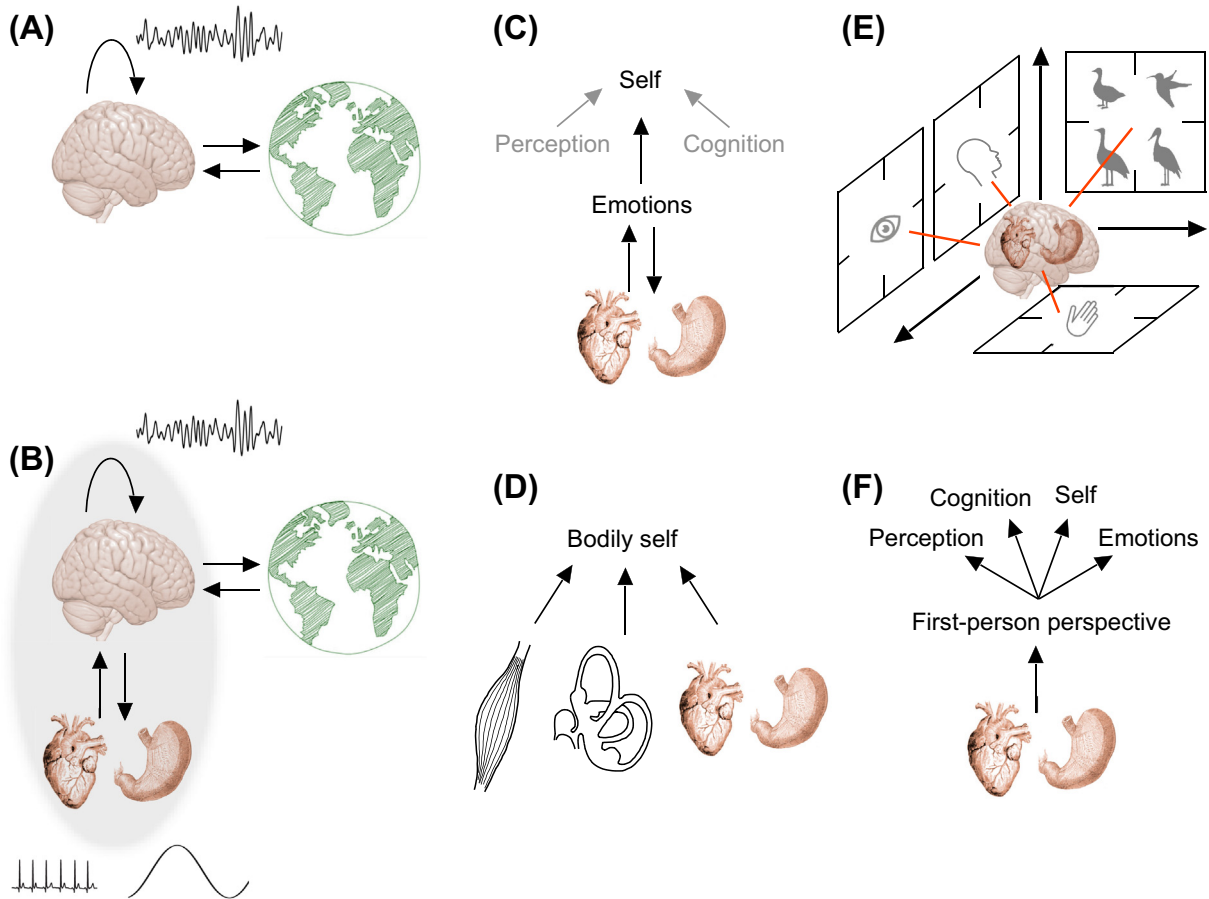 (A)
(B)
(C)
Self
Perception
Cognition
Emotions
(D)
Bodily self
(E)
(F)
Cognition
Self
Perception
Emotions
First-person perspective